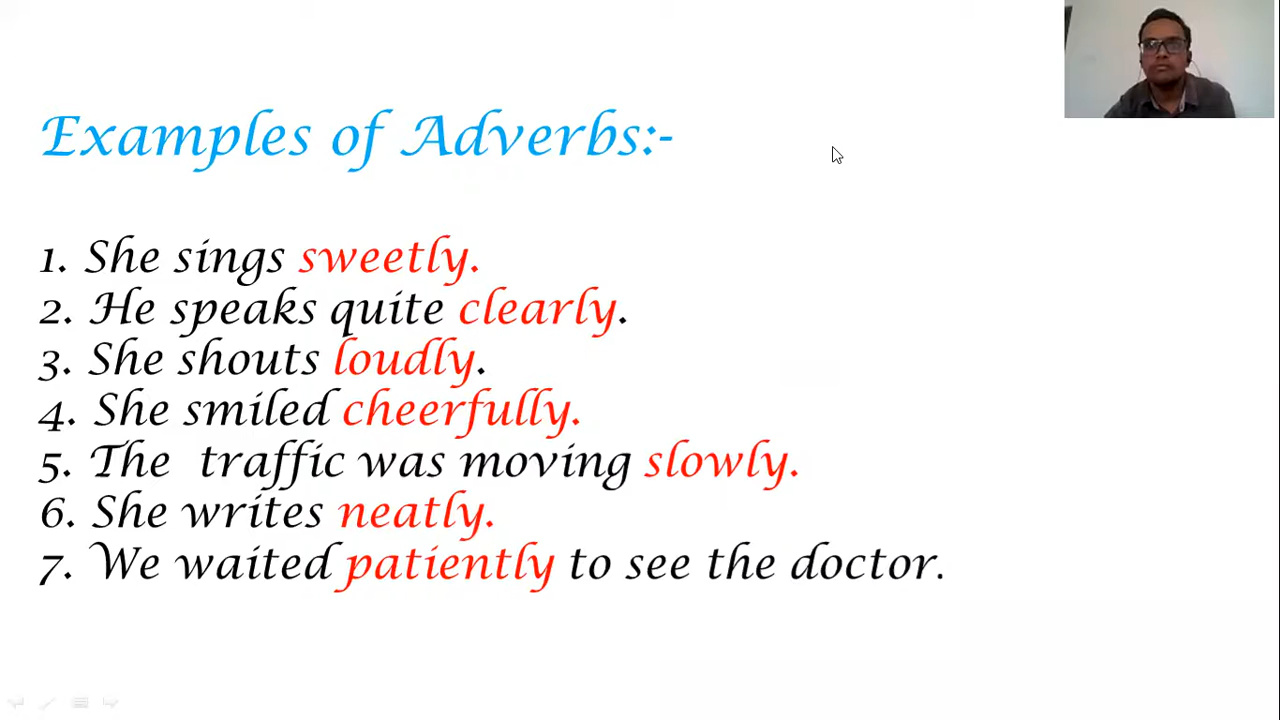 Examples of Adverbs:-
1. She sings sweetly.
2. He speaks quite clearly.
3. She shouts loudly.
4. She smiled cheerfully.
5. The traffic was moving slowly.
6. She writes neatly.
7. We waited patiently to see the doctor.